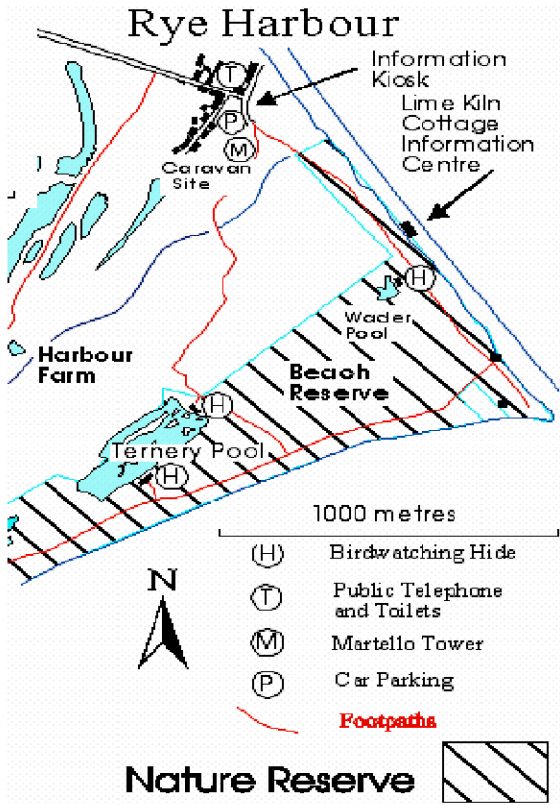 Rye Harbour
Information
Kiosk
Lime Kiln
Cottage
Information
Centre
T
P
M
Caravan
Site
H
Wader
Pool
Harbour
Farm
Beach
Reserve
H
Ternery Pool
H
1000 metres
H Birdwatching Hide
N
T Public Telephone
and Toilets
M Martello Tower
P Car Parking
Footpaths
Nature Reserve